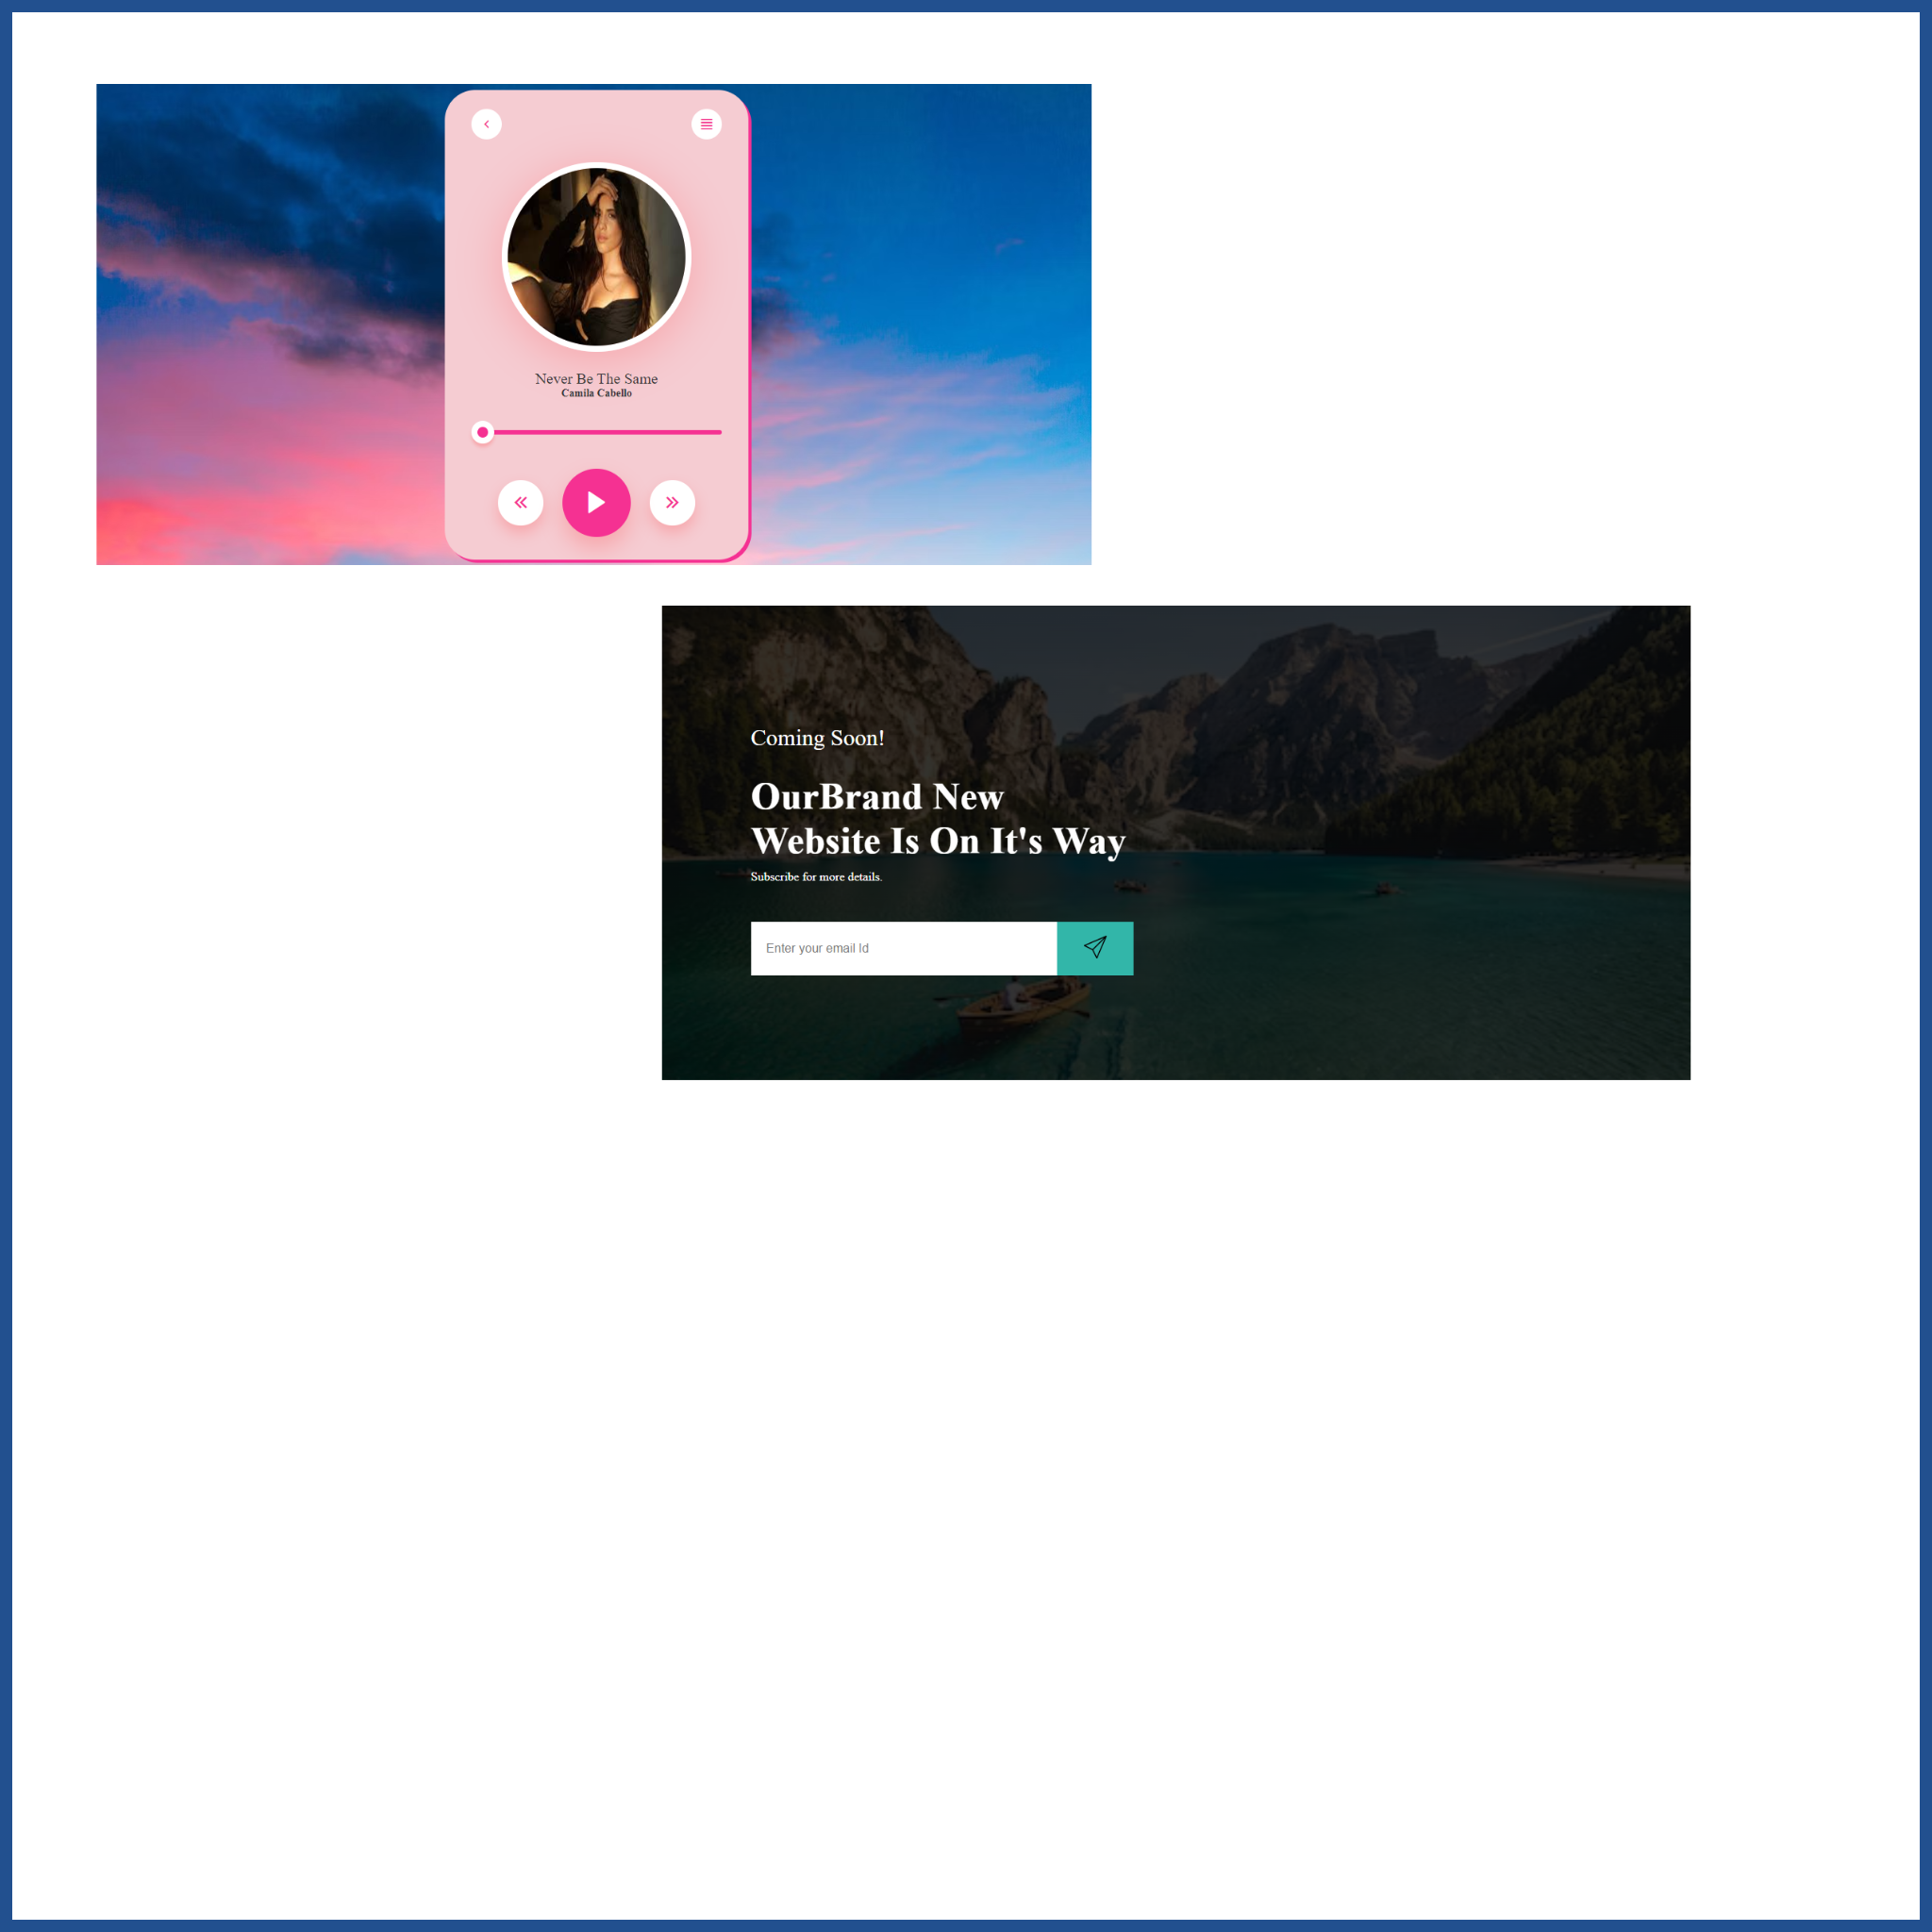 Never Be The Same
Camila Cabello
Coming Soon!
OurBrand New
Website Is On It's Way
Subscribe for more details.
Enter your email Id